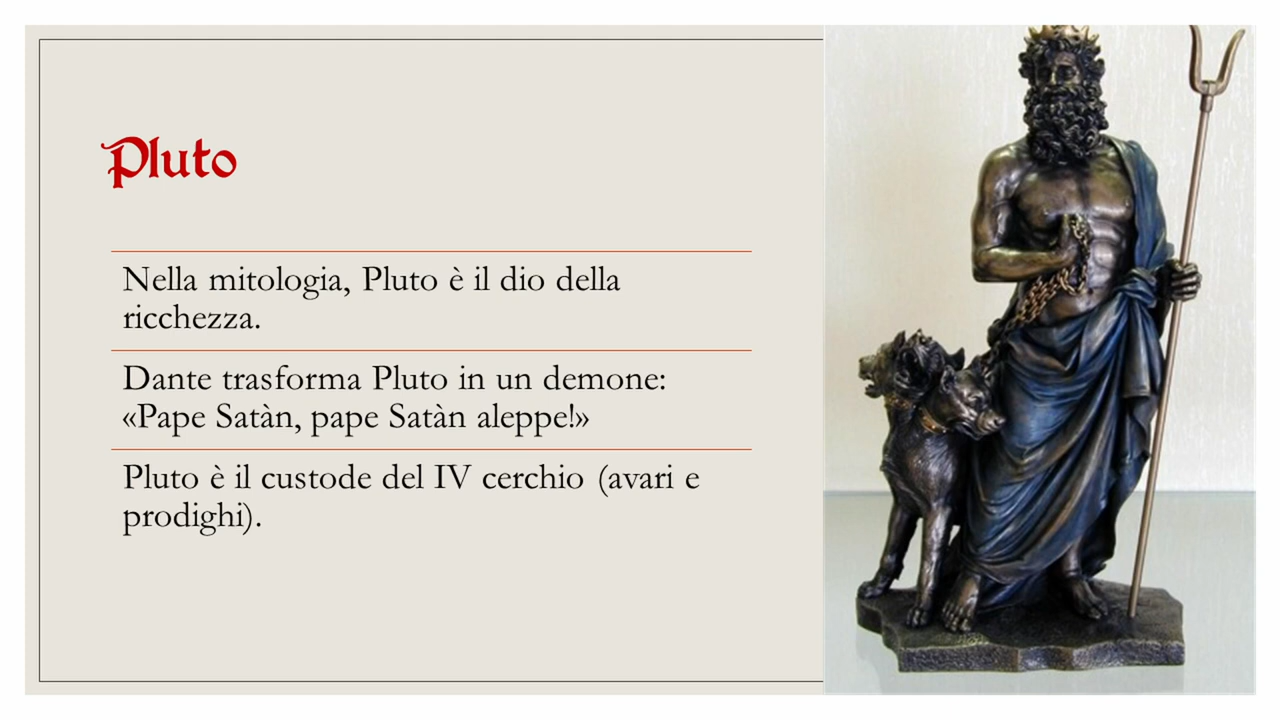 Pluto
Nella mitologia, Pluto è il dio della
ricchezza.
Dante trasforma Pluto in un demone:
«Pape Satàn, pape Satàn aleppe!»
Pluto è il custode del IV cerchio (avari e
prodighi).